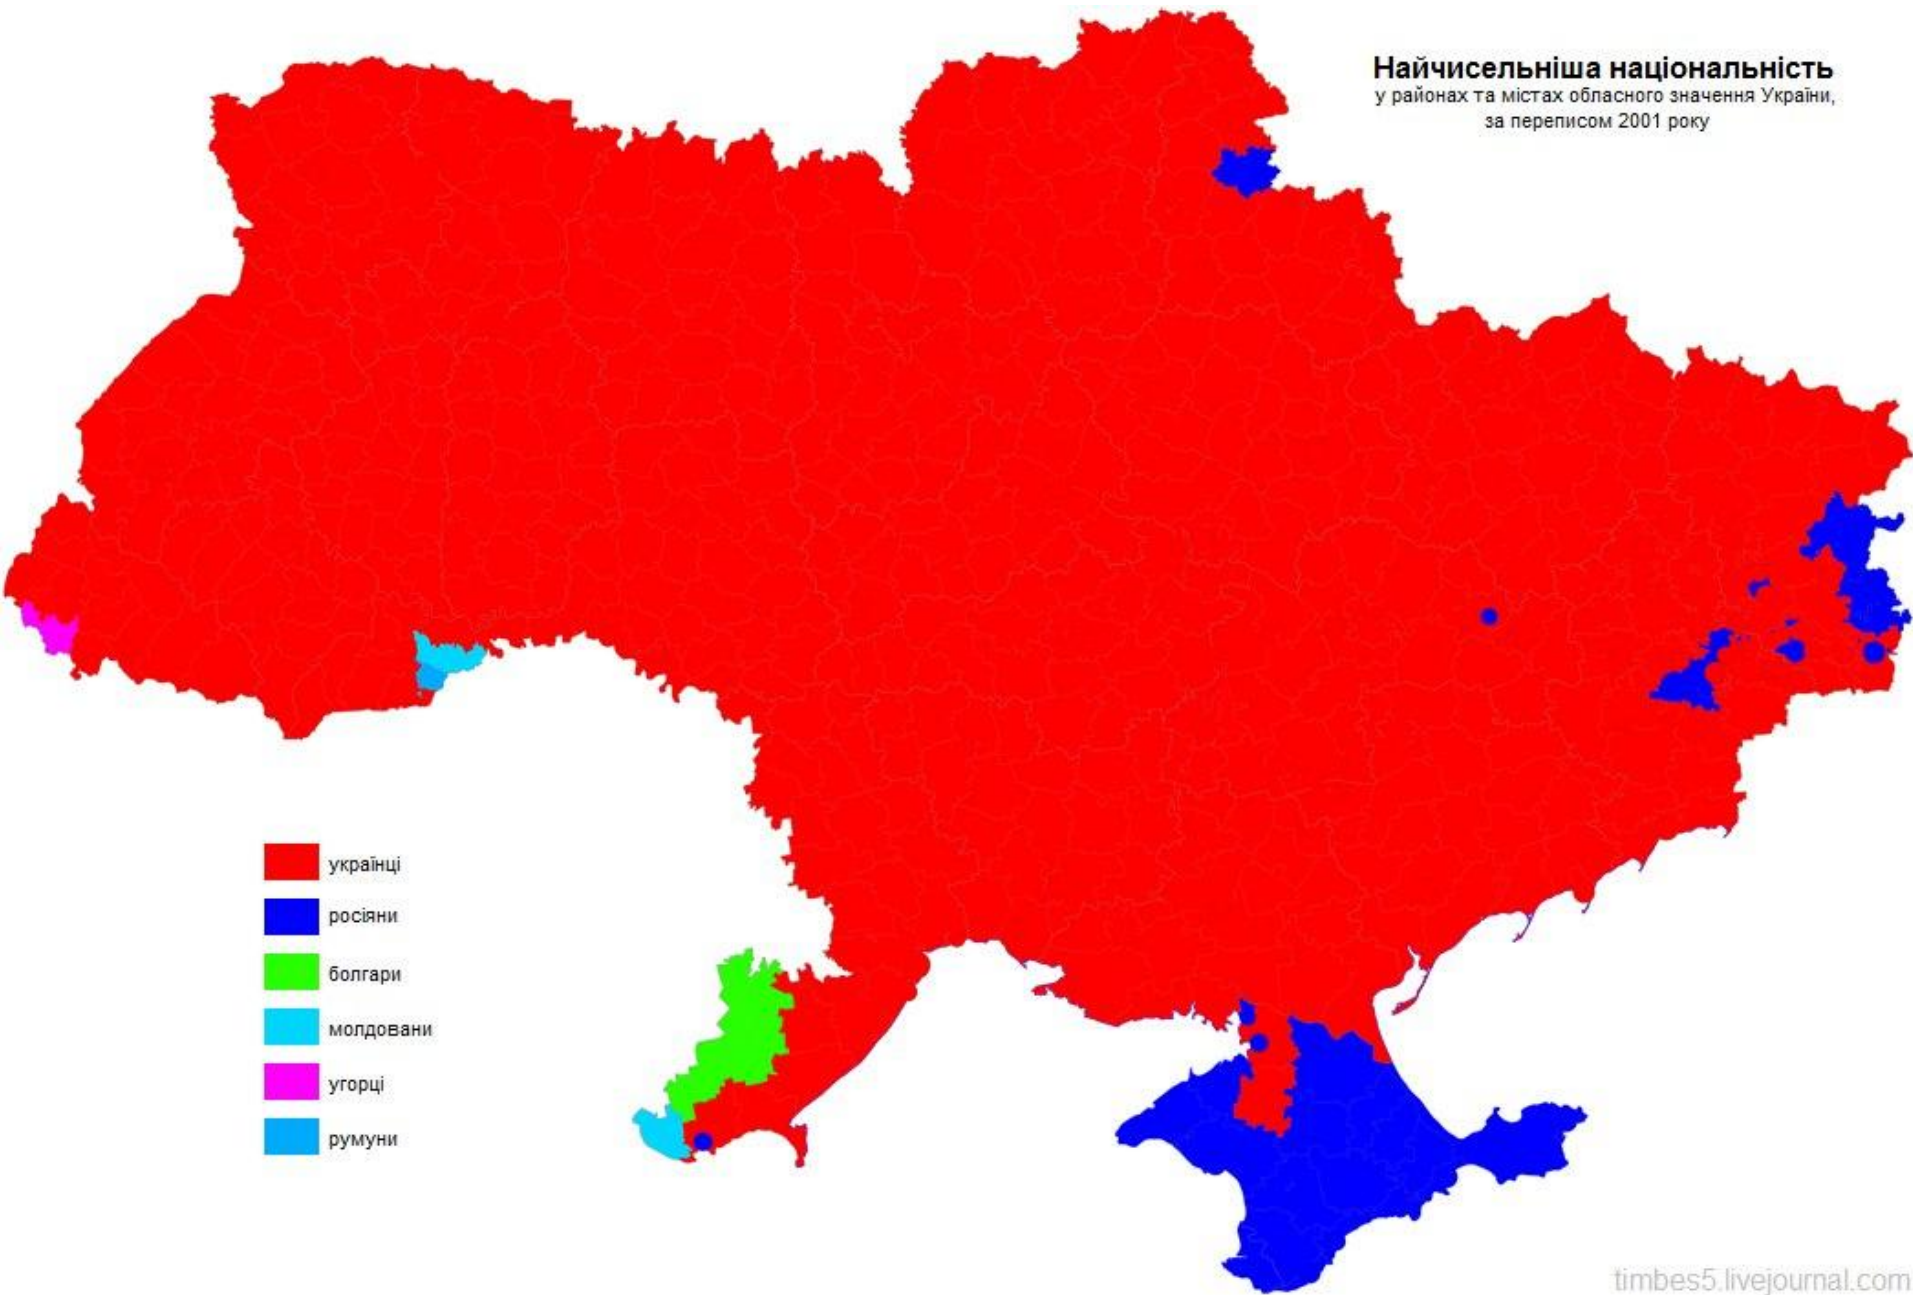 Найчисельніша національність
у районах та містах обласного значення України,
за переписом 2001 року
українці
росіяни
болгари
молдовани
угорці
румуни
timbes5.livejournal.com